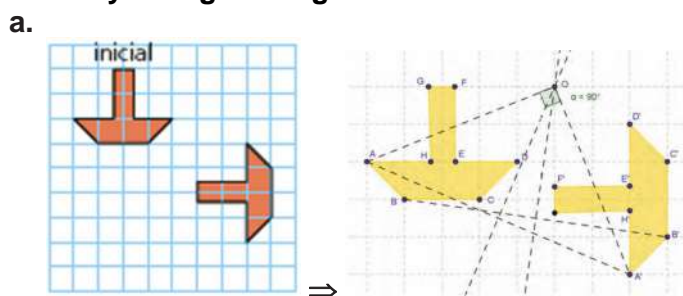 a.
inicial
G F
O
α = 90°
D'
A H E D
C'
F' E'
B C
H'
B'
A'
⇒